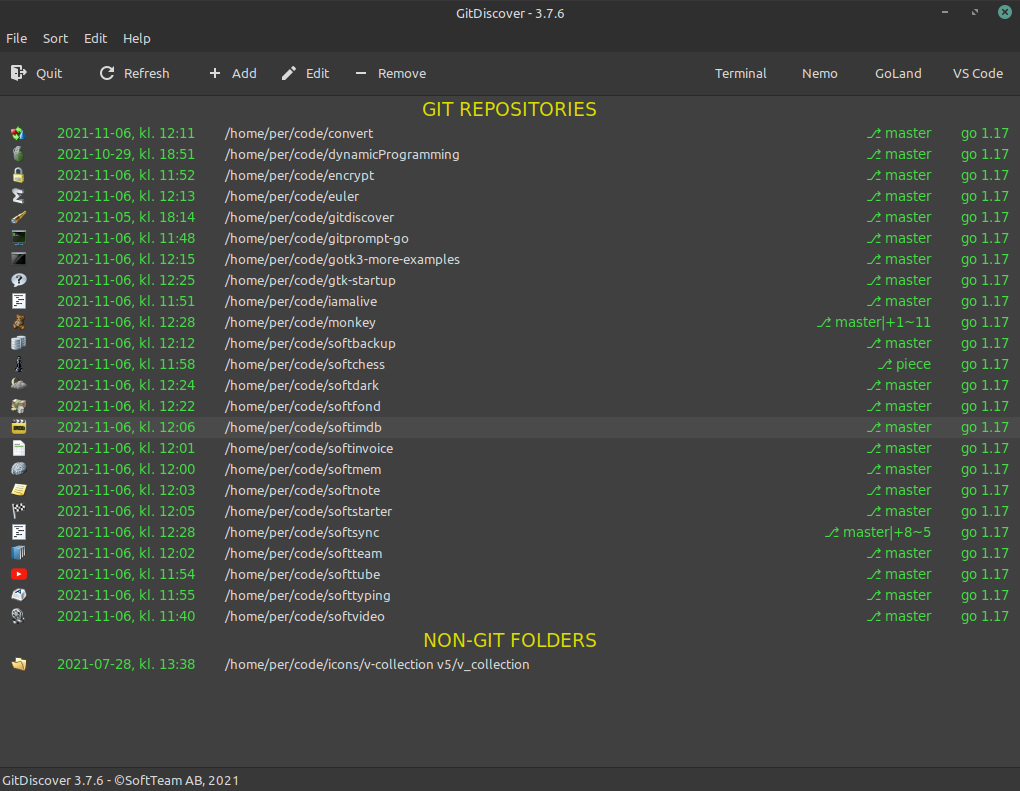 GitDiscover - 3.7.6
File Sort Edit Help
Quit Refresh + Add Edit − Remove Terminal Nemo GoLand VS Code
GIT REPOSITORIES
2021-11-06, kl. 12:11 /home/per/code/convert ⎇ master go 1.17
2021-10-29, kl. 18:51 /home/per/code/dynamicProgramming ⎇ master go 1.17
2021-11-06, kl. 11:52 /home/per/code/encrypt ⎇ master go 1.17
2021-11-06, kl. 12:13 /home/per/code/euler ⎇ master go 1.17
2021-11-05, kl. 18:14 /home/per/code/gitdiscover ⎇ master go 1.17
2021-11-06, kl. 11:48 /home/per/code/gitprompt-go ⎇ master go 1.17
2021-11-06, kl. 12:15 /home/per/code/gotk3-more-examples ⎇ master go 1.17
2021-11-06, kl. 12:25 /home/per/code/gtk-startup ⎇ master go 1.17
2021-11-06, kl. 11:51 /home/per/code/iamalive ⎇ master go 1.17
2021-11-06, kl. 12:28 /home/per/code/monkey ⎇ master|+1~11 go 1.17
2021-11-06, kl. 12:12 /home/per/code/softbackup ⎇ master go 1.17
2021-11-06, kl. 11:58 /home/per/code/softchess ⎇ piece go 1.17
2021-11-06, kl. 12:24 /home/per/code/softdark ⎇ master go 1.17
2021-11-06, kl. 12:22 /home/per/code/softfond ⎇ master go 1.17
2021-11-06, kl. 12:06 /home/per/code/softimdb ⎇ master go 1.17
2021-11-06, kl. 12:01 /home/per/code/softinvoice ⎇ master go 1.17
2021-11-06, kl. 12:00 /home/per/code/softmem ⎇ master go 1.17
2021-11-06, kl. 12:03 /home/per/code/softnote ⎇ master go 1.17
2021-11-06, kl. 12:05 /home/per/code/softstarter ⎇ master go 1.17
2021-11-06, kl. 12:28 /home/per/code/softsync ⎇ master|+8~5 go 1.17
2021-11-06, kl. 12:02 /home/per/code/softteam ⎇ master go 1.17
2021-11-06, kl. 11:54 /home/per/code/softtube ⎇ master go 1.17
2021-11-06, kl. 11:55 /home/per/code/softtyping ⎇ master go 1.17
2021-11-06, kl. 11:40 /home/per/code/softvideo ⎇ master go 1.17
NON-GIT FOLDERS
2021-07-28, kl. 13:38 /home/per/code/icons/v-collection v5/v_collection
GitDiscover 3.7.6 - ©SoftTeam AB, 2021